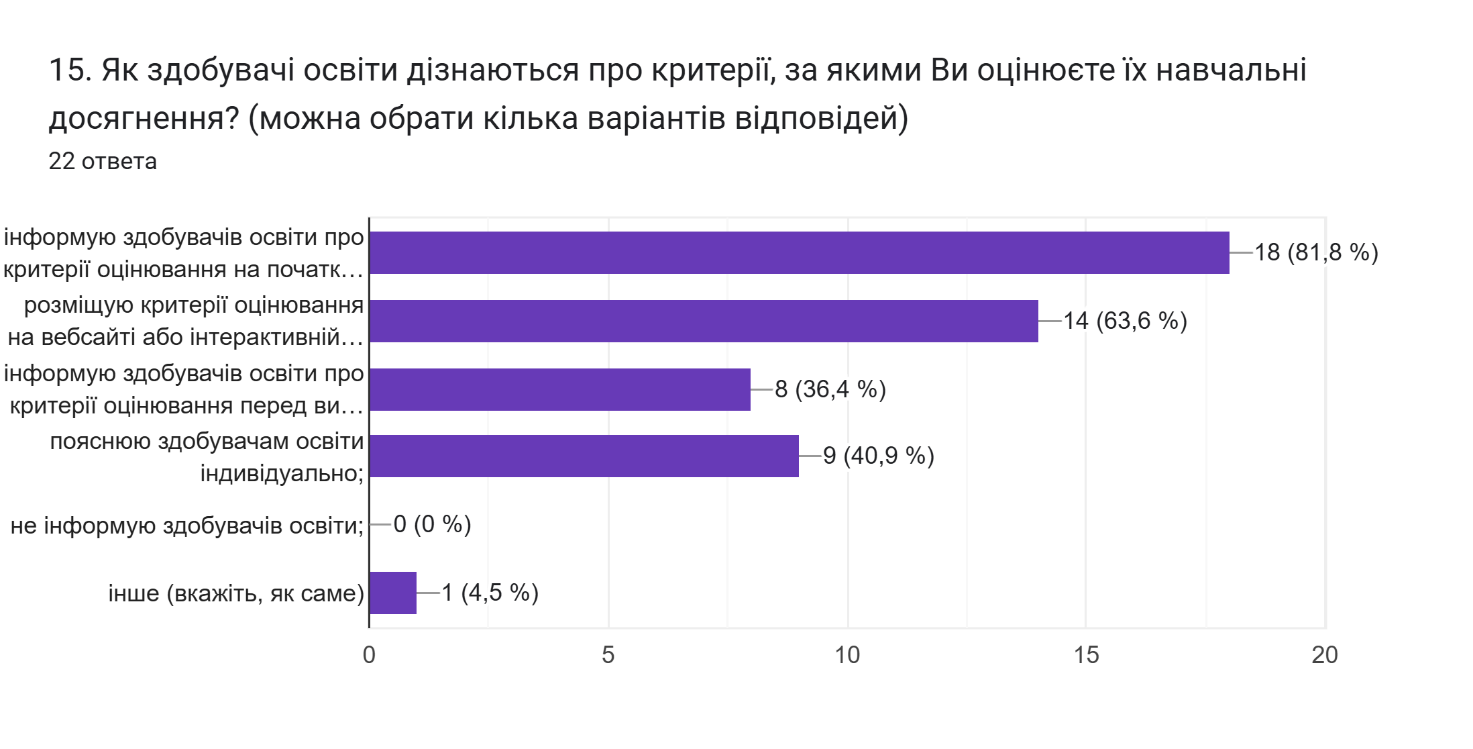 15. Як здобувачі освіти дізнаються про критерії, за якими Ви оцінюєте їх навчальні
досягнення? (можна обрати кілька варіантів відповідей)
22 ответа
інформую здобувачів освіти про
критерії оцінювання на початк…
18 (81,8 %)
розміщую критерії оцінювання
на вебсайті або інтерактивній…
14 (63,6 %)
інформую здобувачів освіти про
критерії оцінювання перед ви…
8 (36,4 %)
пояснюю здобувачам освіти
індивідуально;
9 (40,9 %)
не інформую здобувачів освіти;
0 (0 %)
інше (вкажіть, як саме)
1 (4,5 %)
0 5 10 15 20